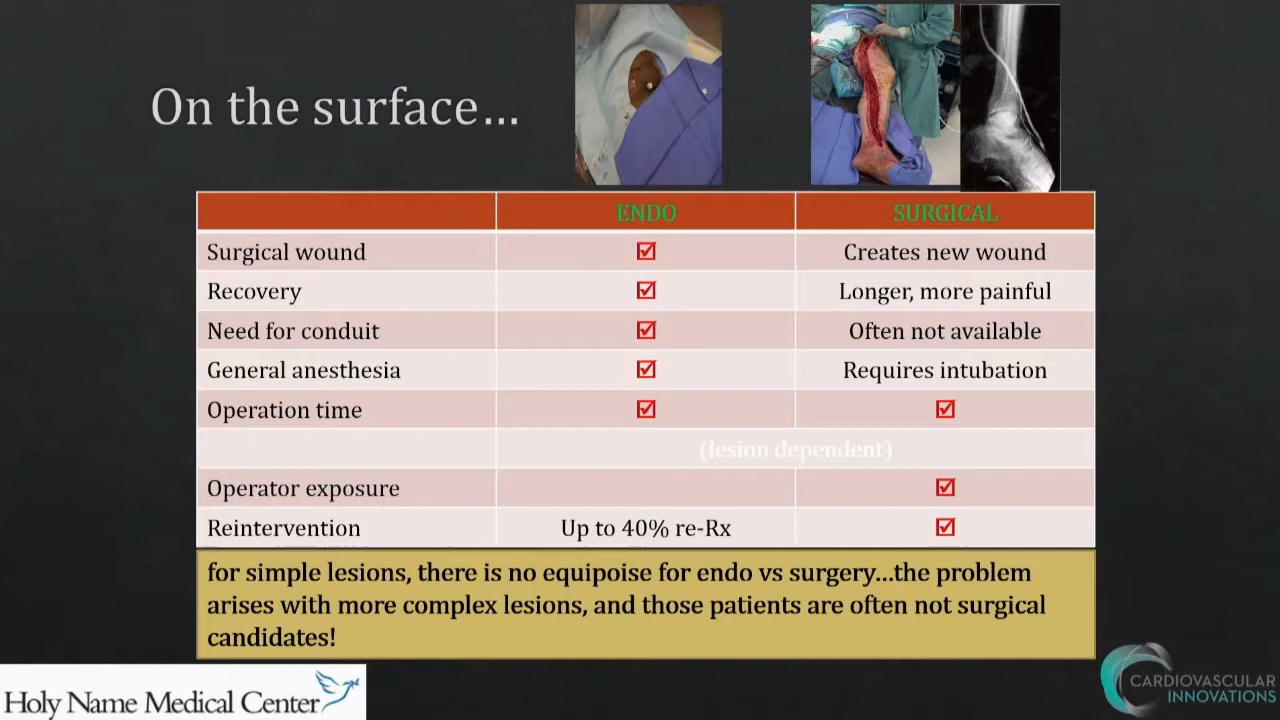 On the surface…
ENDO SURGICAL
Surgical wound ☑ Creates new wound
Recovery ☑ Longer, more painful
Need for conduit ☑ Often not available
General anesthesia ☑ Requires intubation
Operation time ☑ ☑
(lesion dependent)
Operator exposure ☑
Reintervention Up to 40% re-Rx ☑
for simple lesions, there is no equipoise for endo vs surgery…the problem
arises with more complex lesions, and those patients are often not surgical
candidates!
Holy Name Medical Center
CARDIOVASCULAR
INNOVATIONS